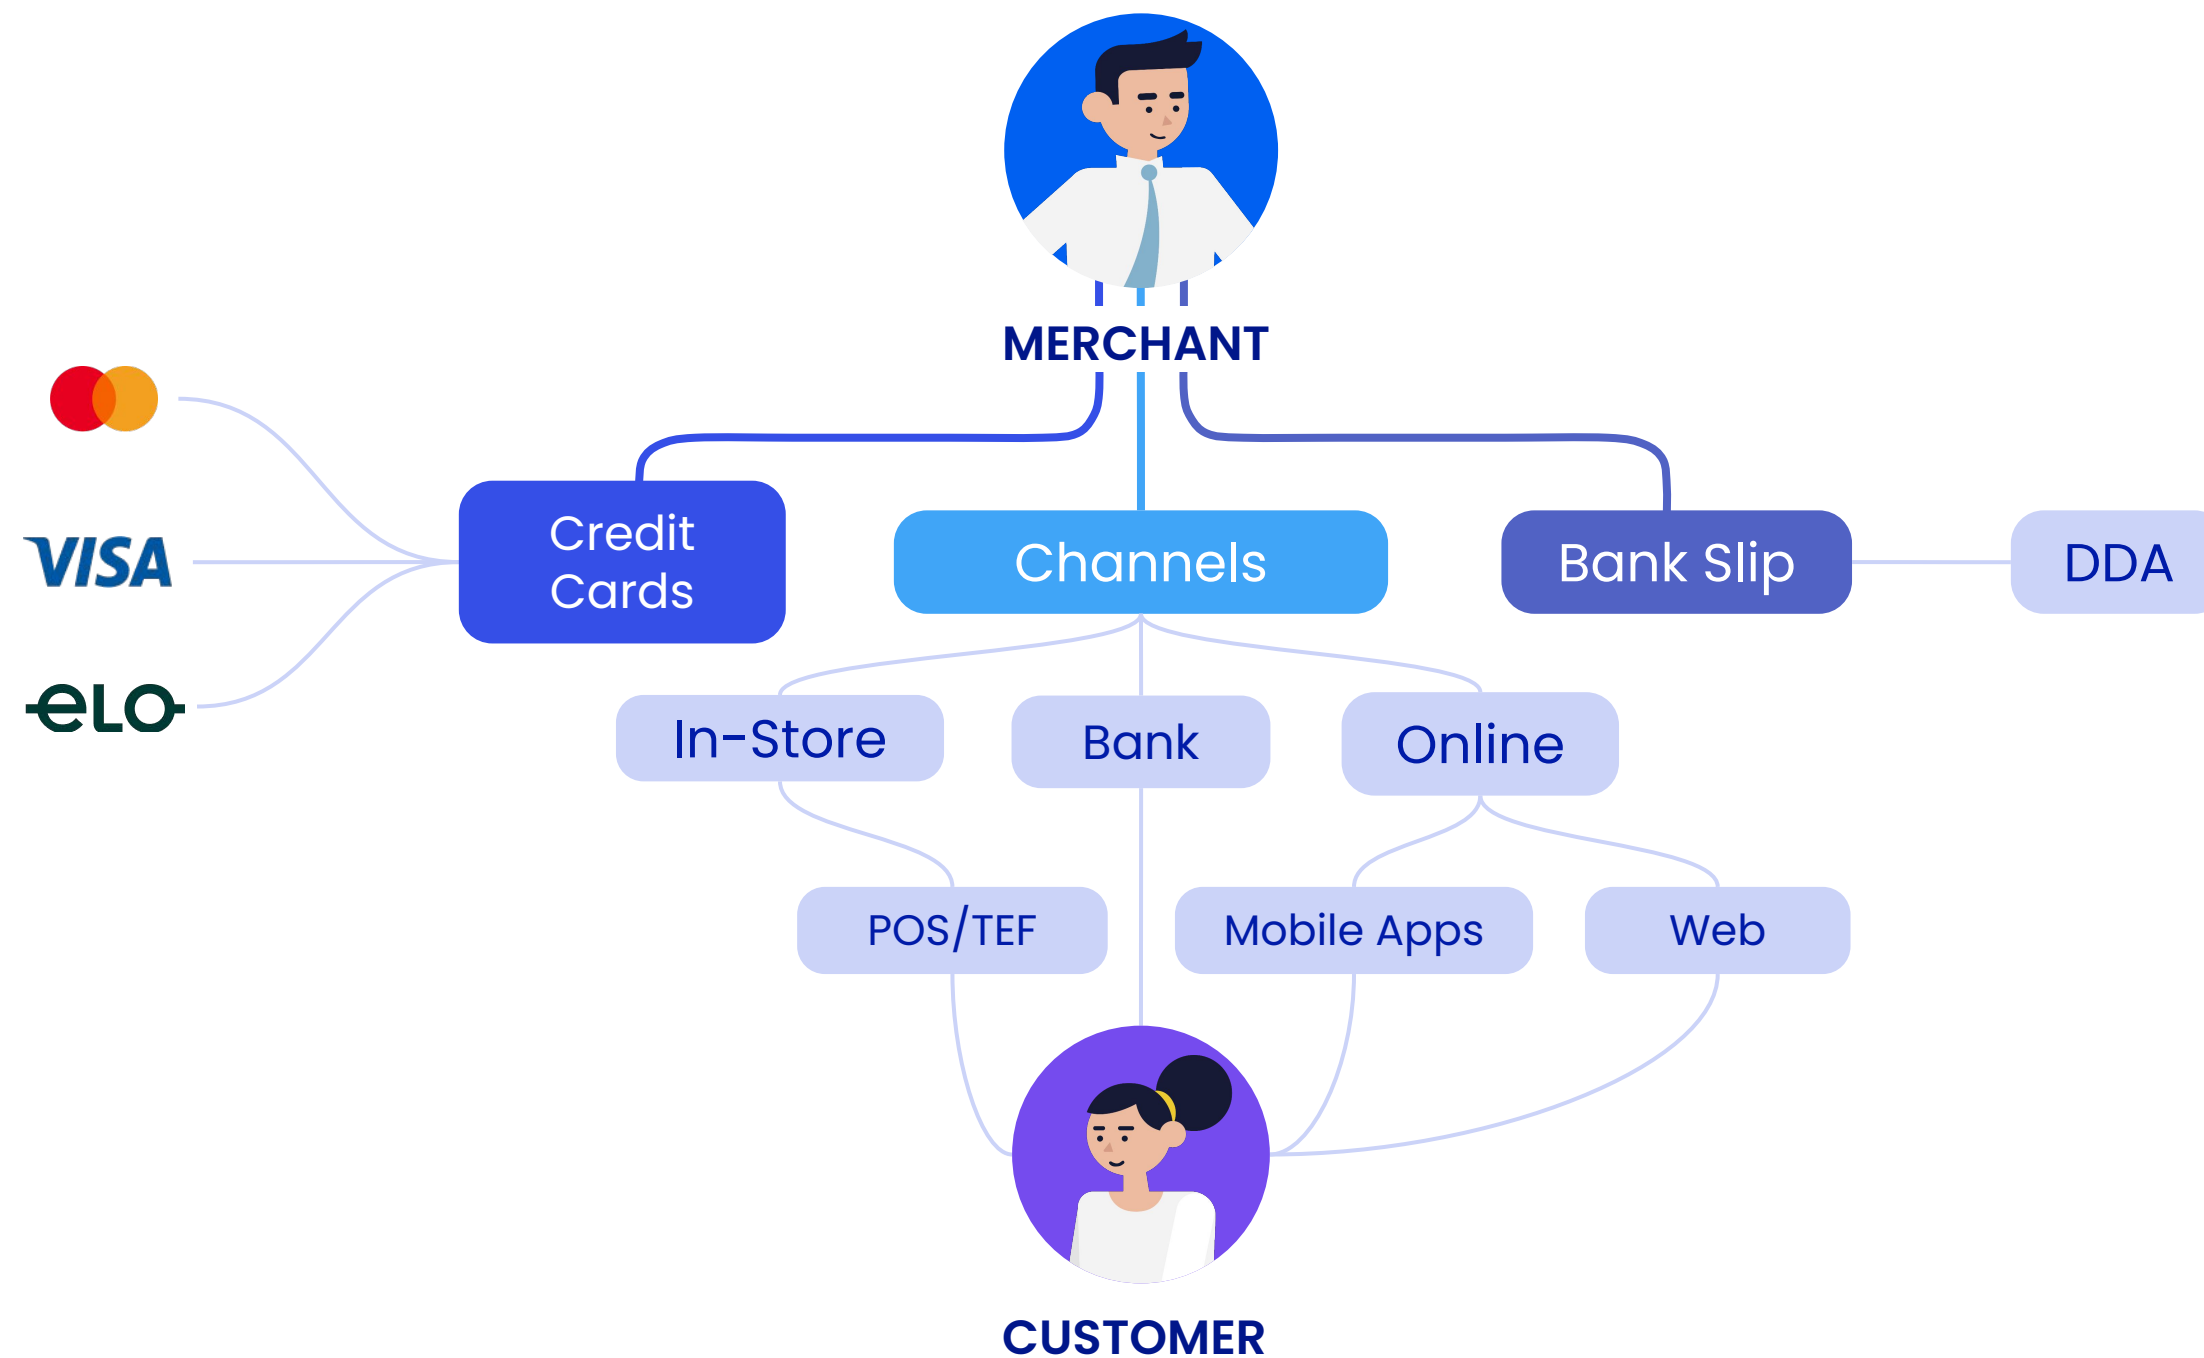 MERCHANT
VISA
elo
Credit
Cards
Channels
Bank Slip
DDA
In-Store
Bank
Online
POS/TEF
Mobile Apps
Web
CUSTOMER